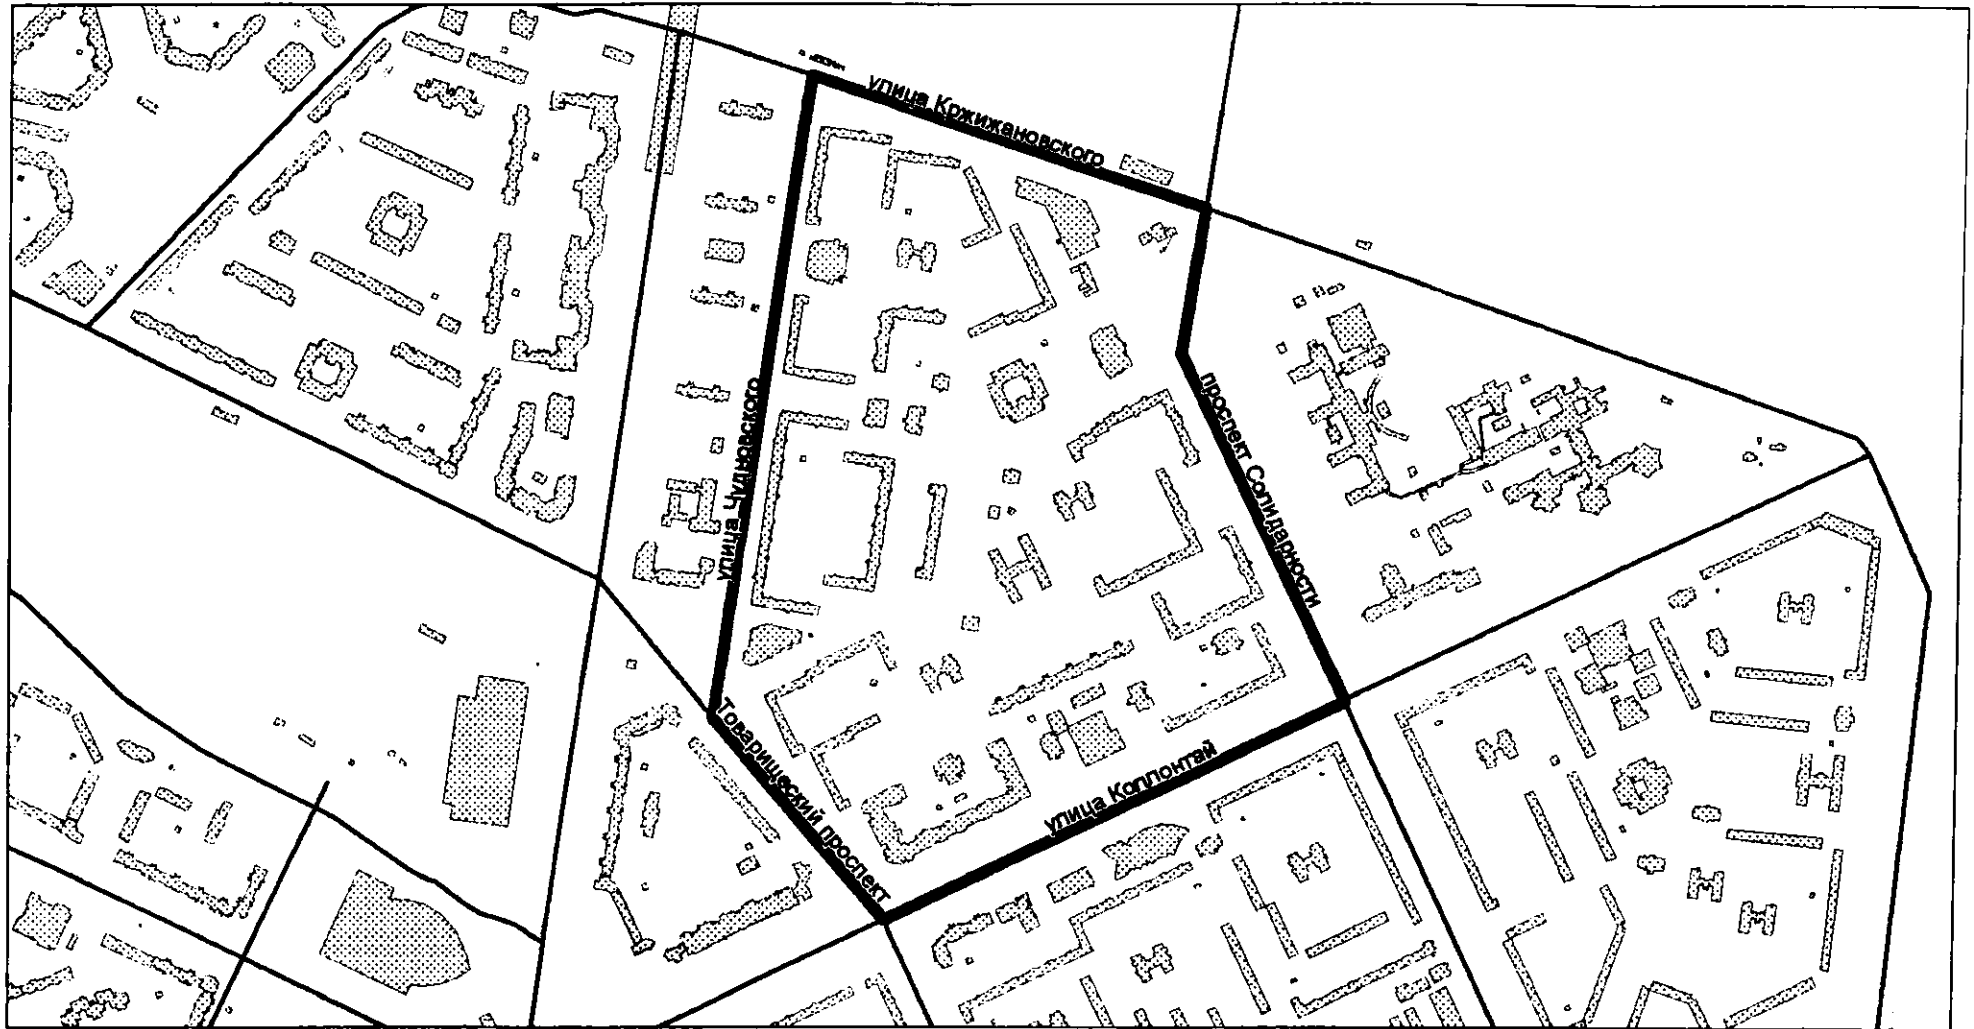 улица Кржижановского
проспект Солидарности
улица Чудновского
Товарищеский проспект
улица Коллонтай